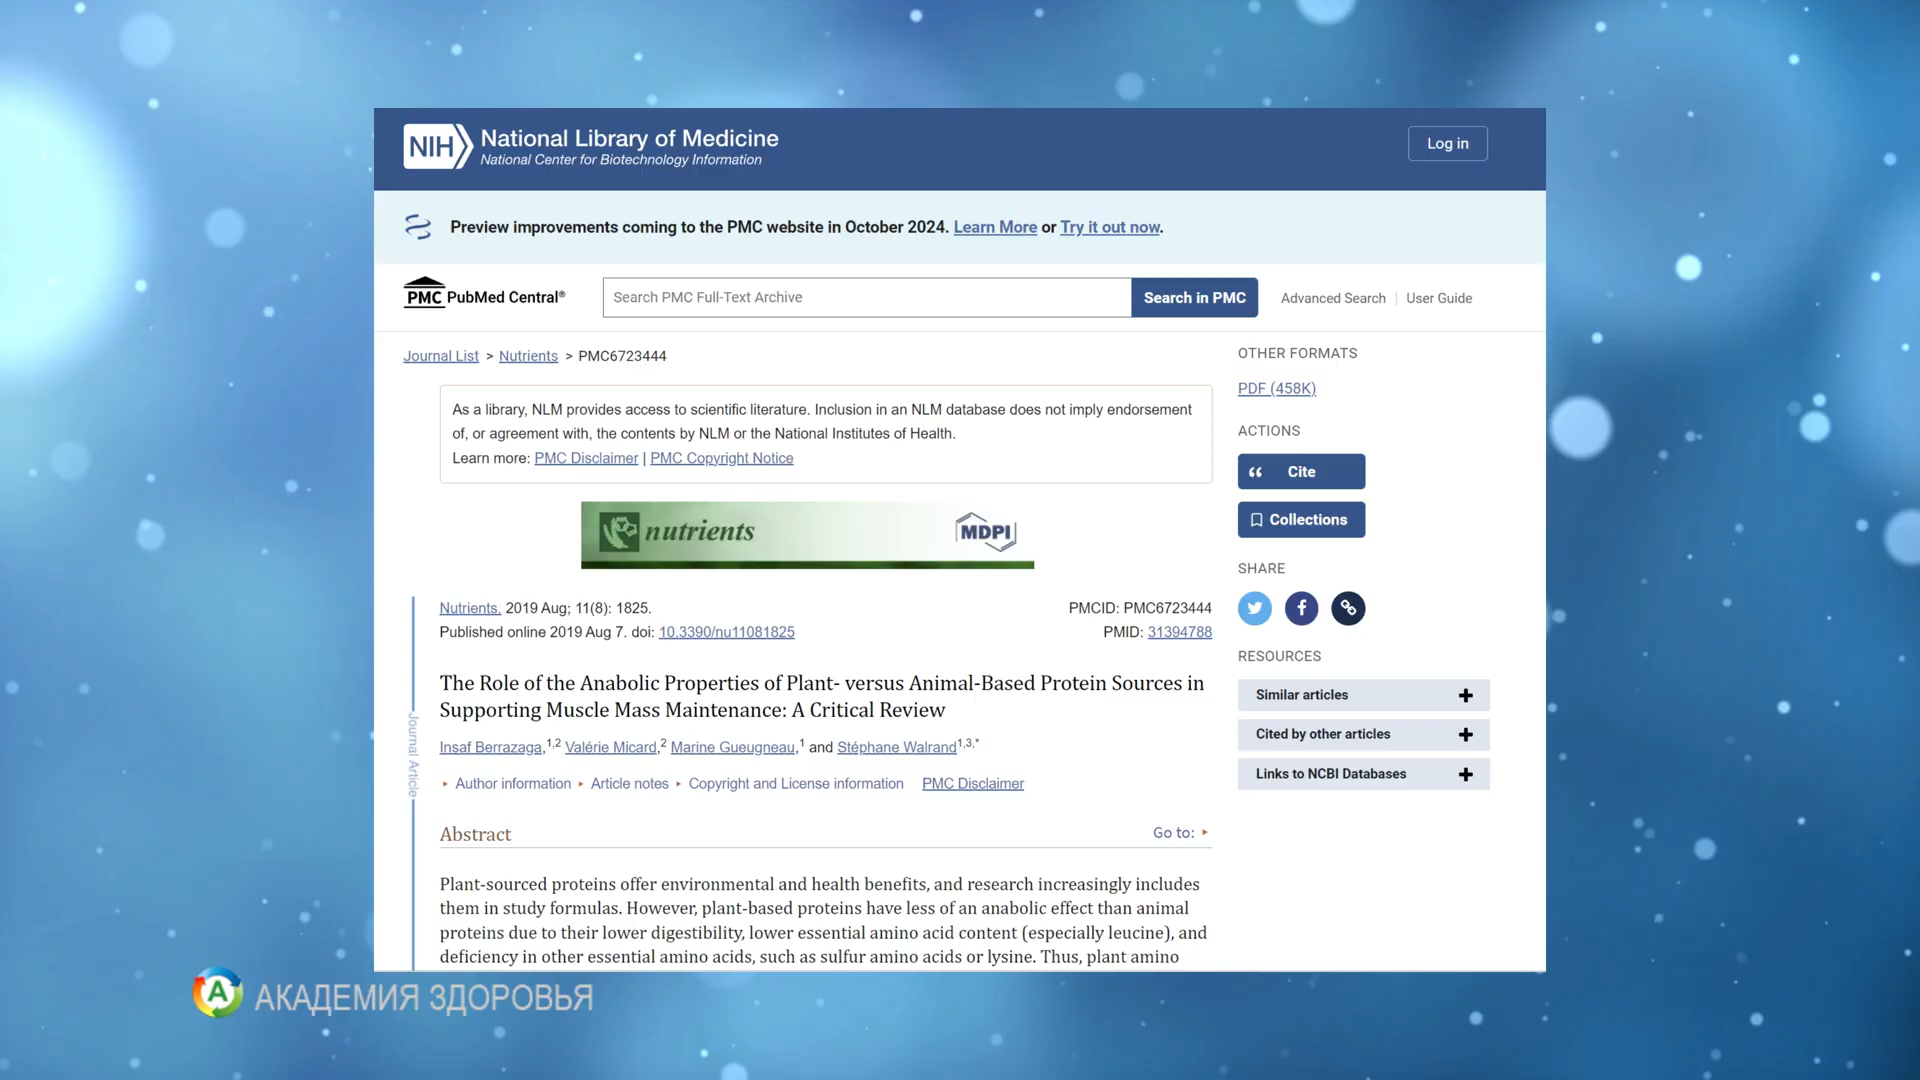 NIH National Library of Medicine
National Center for Biotechnology Information
Log in
Preview improvements coming to the PMC website in October 2024. Learn More or Try it out now.
PMC PubMed Central®
Search PMC Full-Text Archive
Search in PMC
Advanced Search | User Guide
Journal List > Nutrients > PMC6723444
As a library, NLM provides access to scientific literature. Inclusion in an NLM database does not imply endorsement
of, or agreement with, the contents by NLM or the National Institutes of Health.
Learn more: PMC Disclaimer | PMC Copyright Notice
nutrients MDPI
Nutrients. 2019 Aug; 11(8): 1825.
Published online 2019 Aug 7. doi: 10.3390/nu11081825
PMCID: PMC6723444
PMID: 31394788
The Role of the Anabolic Properties of Plant- versus Animal-Based Protein Sources in
Supporting Muscle Mass Maintenance: A Critical Review
Insaf Berrazaga,1,2 Valérie Micard,2 Marine Gueugneau,1 and Stéphane Walrand1,3,*
Author information Article notes Copyright and License information PMC Disclaimer
Journal Article
Abstract
Go to:
Plant-sourced proteins offer environmental and health benefits, and research increasingly includes
them in study formulas. However, plant-based proteins have less of an anabolic effect than animal
proteins due to their lower digestibility, lower essential amino acid content (especially leucine), and
deficiency in other essential amino acids, such as sulfur amino acids or lysine. Thus, plant amino
OTHER FORMATS
PDF (458K)
ACTIONS
Cite
Collections
SHARE
RESOURCES
Similar articles
Cited by other articles
Links to NCBI Databases
А АКАДЕМИЯ ЗДОРОВЬЯ